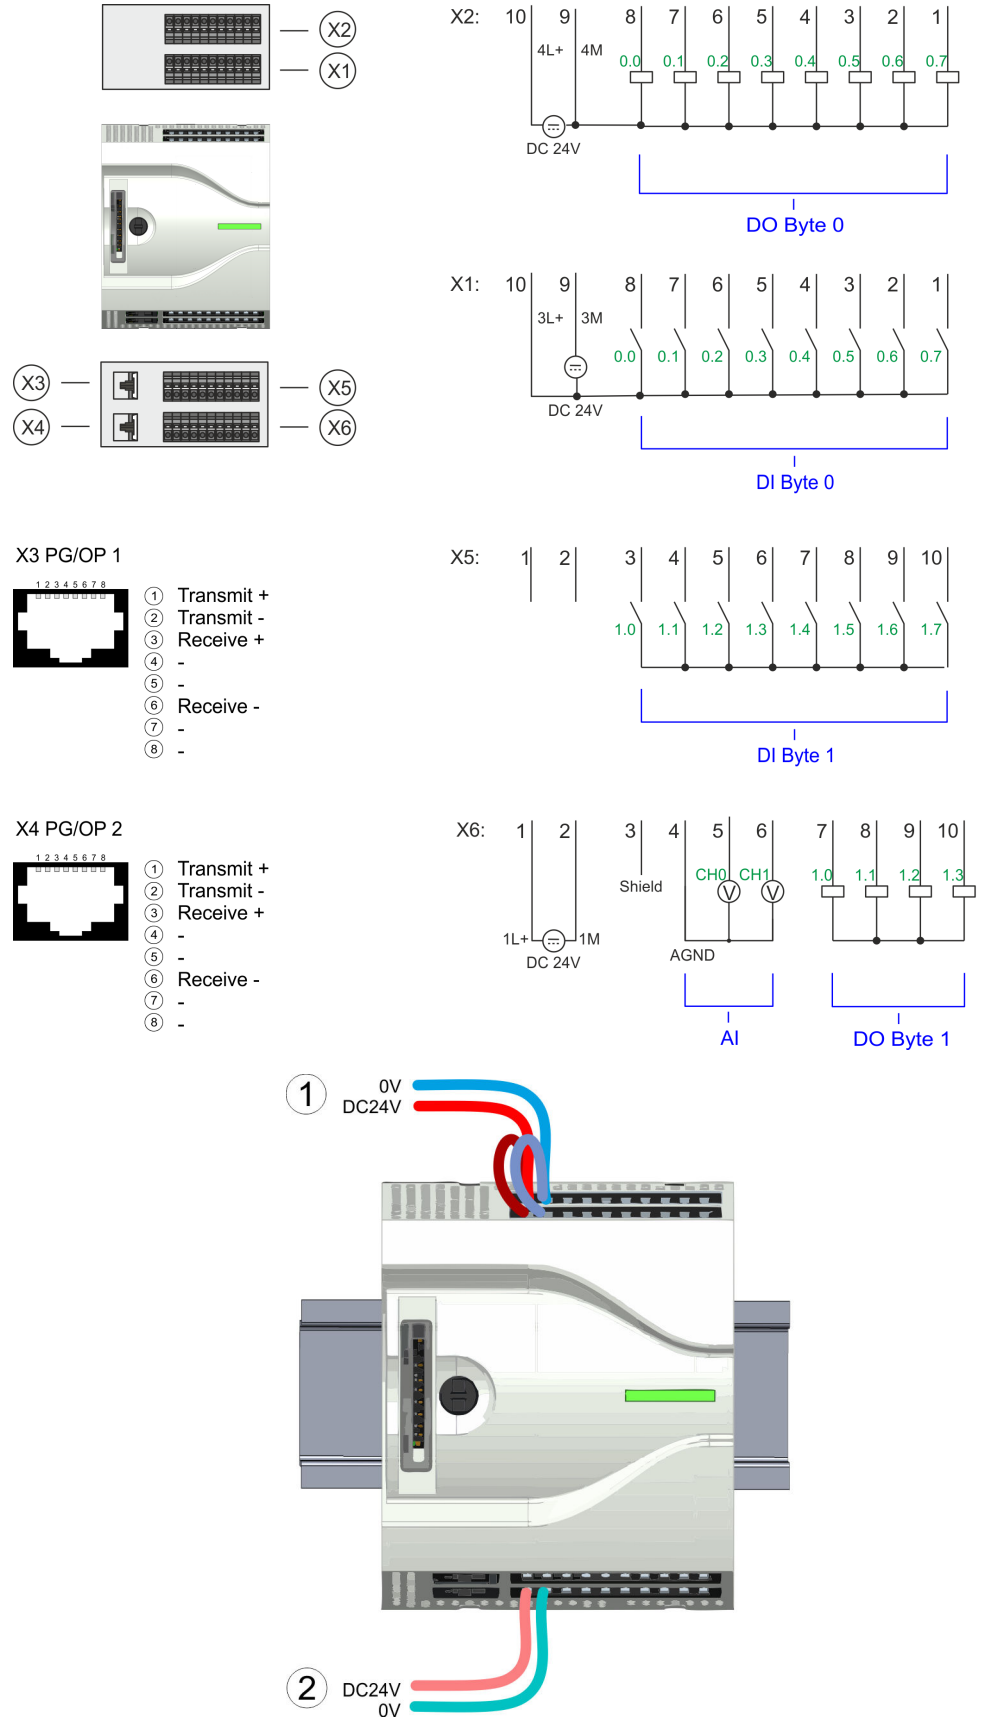 X2
X1
X2: 10 9 8 7 6 5 4 3 2 1
4L+ 4M
0.0 0.1 0.2 0.3 0.4 0.5 0.6 0.7
DC 24V
DO Byte 0
X1: 10 9 8 7 6 5 4 3 2 1
3L+ 3M
0.0 0.1 0.2 0.3 0.4 0.5 0.6 0.7
DC 24V
DI Byte 0
X3 X5
X4 X6
X3 PG/OP 1
1 2 3 4 5 6 7 8
1 Transmit +
2 Transmit -
3 Receive +
4 -
5 -
6 Receive -
7 -
8 -
X5: 1 2 3 4 5 6 7 8 9 10
1.0 1.1 1.2 1.3 1.4 1.5 1.6 1.7
DI Byte 1
X4 PG/OP 2
1 2 3 4 5 6 7 8
1 Transmit +
2 Transmit -
3 Receive +
4 -
5 -
6 Receive -
7 -
8 -
X6: 1 2 3 4 5 6 7 8 9 10
CH0 CH1 1.0 1.1 1.2 1.3
Shield
V V
1L+ 1M
AGND
DC 24V
AI
DO Byte 1
1
0V
DC24V
2
DC24V
0V